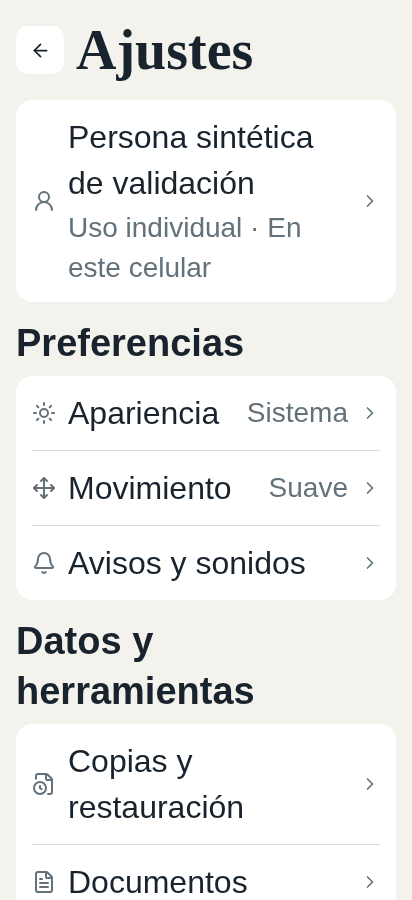 Ajustes
Persona sintética
de validación
Uso individual · En
este celular
Preferencias
Apariencia Sistema
Movimiento Suave
Avisos y sonidos
Datos y
herramientas
Copias y
restauración
Documentos